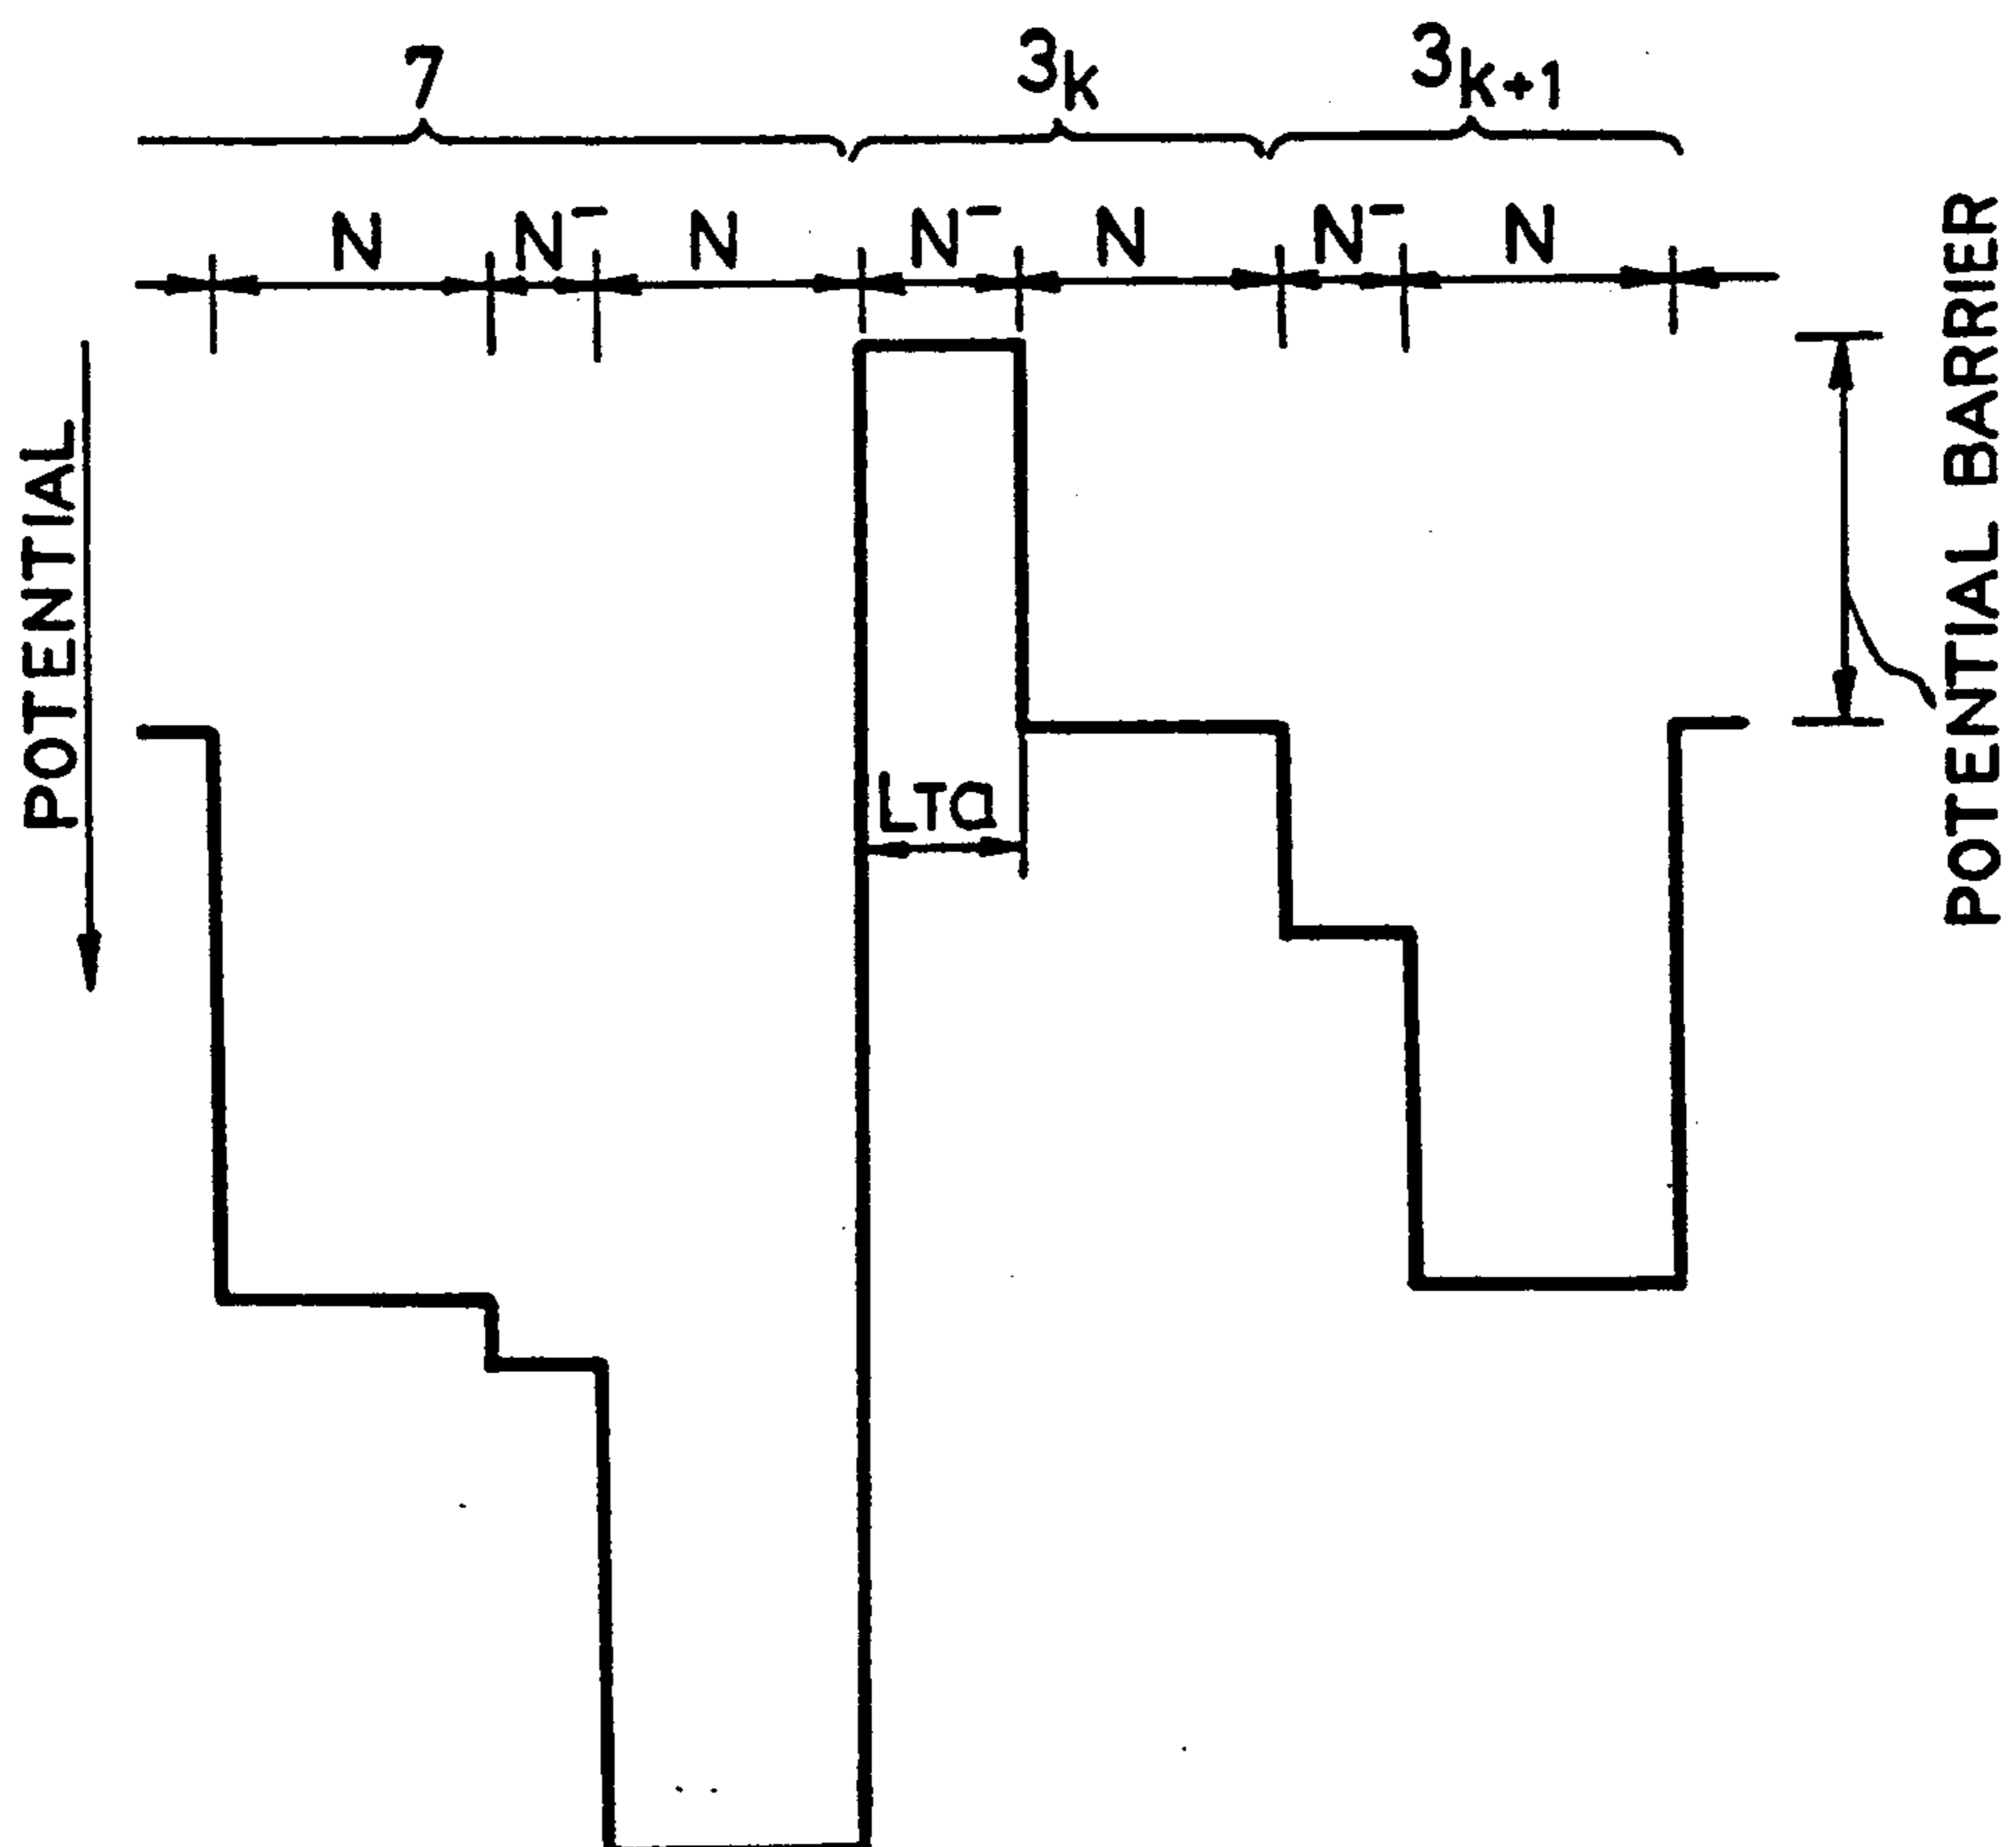 7 3k 3k+1
N N⁻ N N⁻ N N⁻ N
POTENTIAL
LTa
POTENTIAL BARRIER